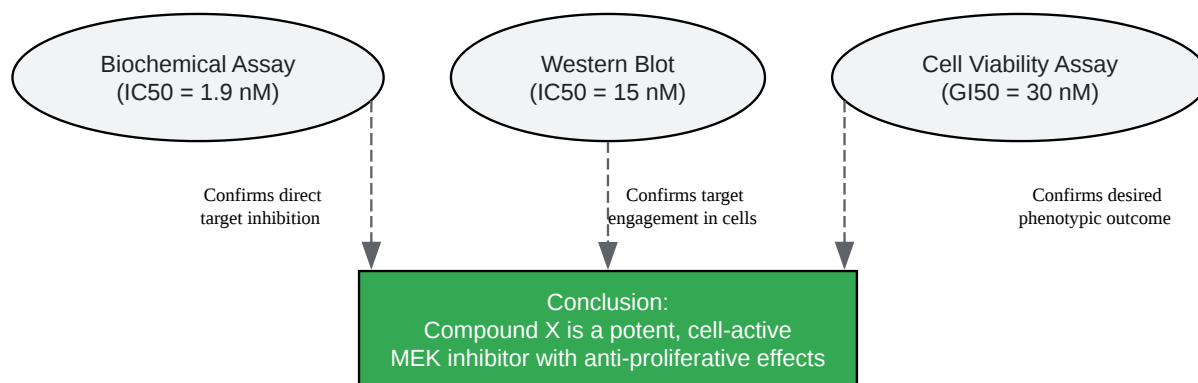 Biochemical Assay
(IC50 = 1.9 nM)
Western Blot
(IC50 = 15 nM)
Cell Viability Assay
(GI50 = 30 nM)
Confirms direct
target inhibition
Confirms target
engagement in cells
Confirms desired
phenotypic outcome
Conclusion:
Compound X is a potent, cell-active
MEK inhibitor with anti-proliferative effects